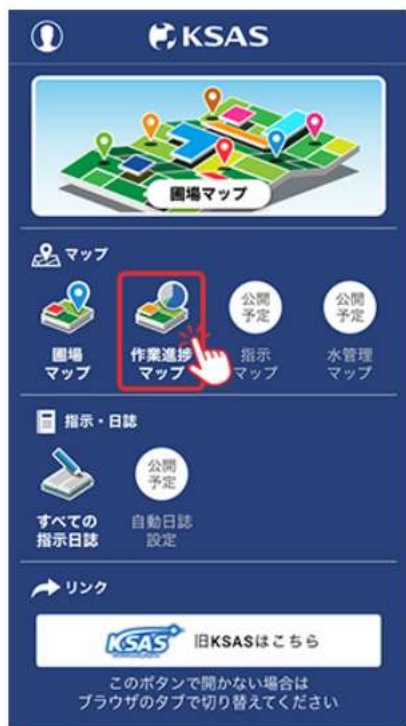 KSAS
圃場マップ
マップ
圃場
マップ
作業進捗
マップ
公開
予定
指示
マップ
公開
予定
水管理
マップ
指示・日誌
すべての
指示日誌
公開
予定
自動日誌
設定
リンク
KSAS 旧KSASはこちら
このボタンで開かない場合は
ブラウザのタブで切り替えてください